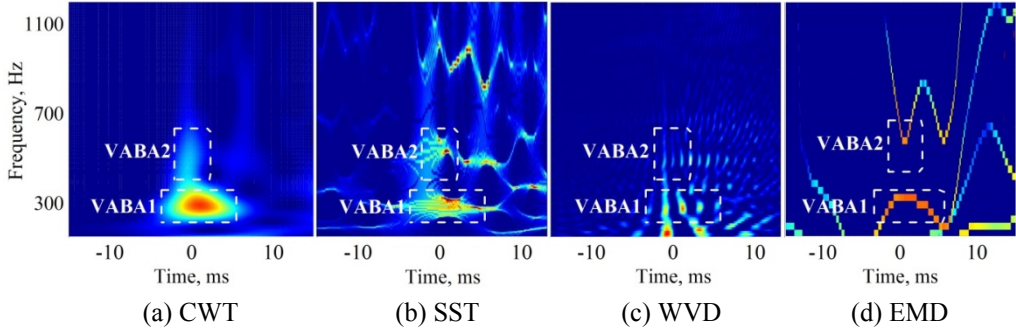 1100
700
300
Frequency, Hz
VABA2
VABA1
-10 0 10
Time, ms
(a) CWT
VABA2
VABA1
-10 0 10
Time, ms
(b) SST
VABA2
VABA1
-10 0 10
Time, ms
(c) WVD
VABA2
VABA1
-10 0 10
Time, ms
(d) EMD